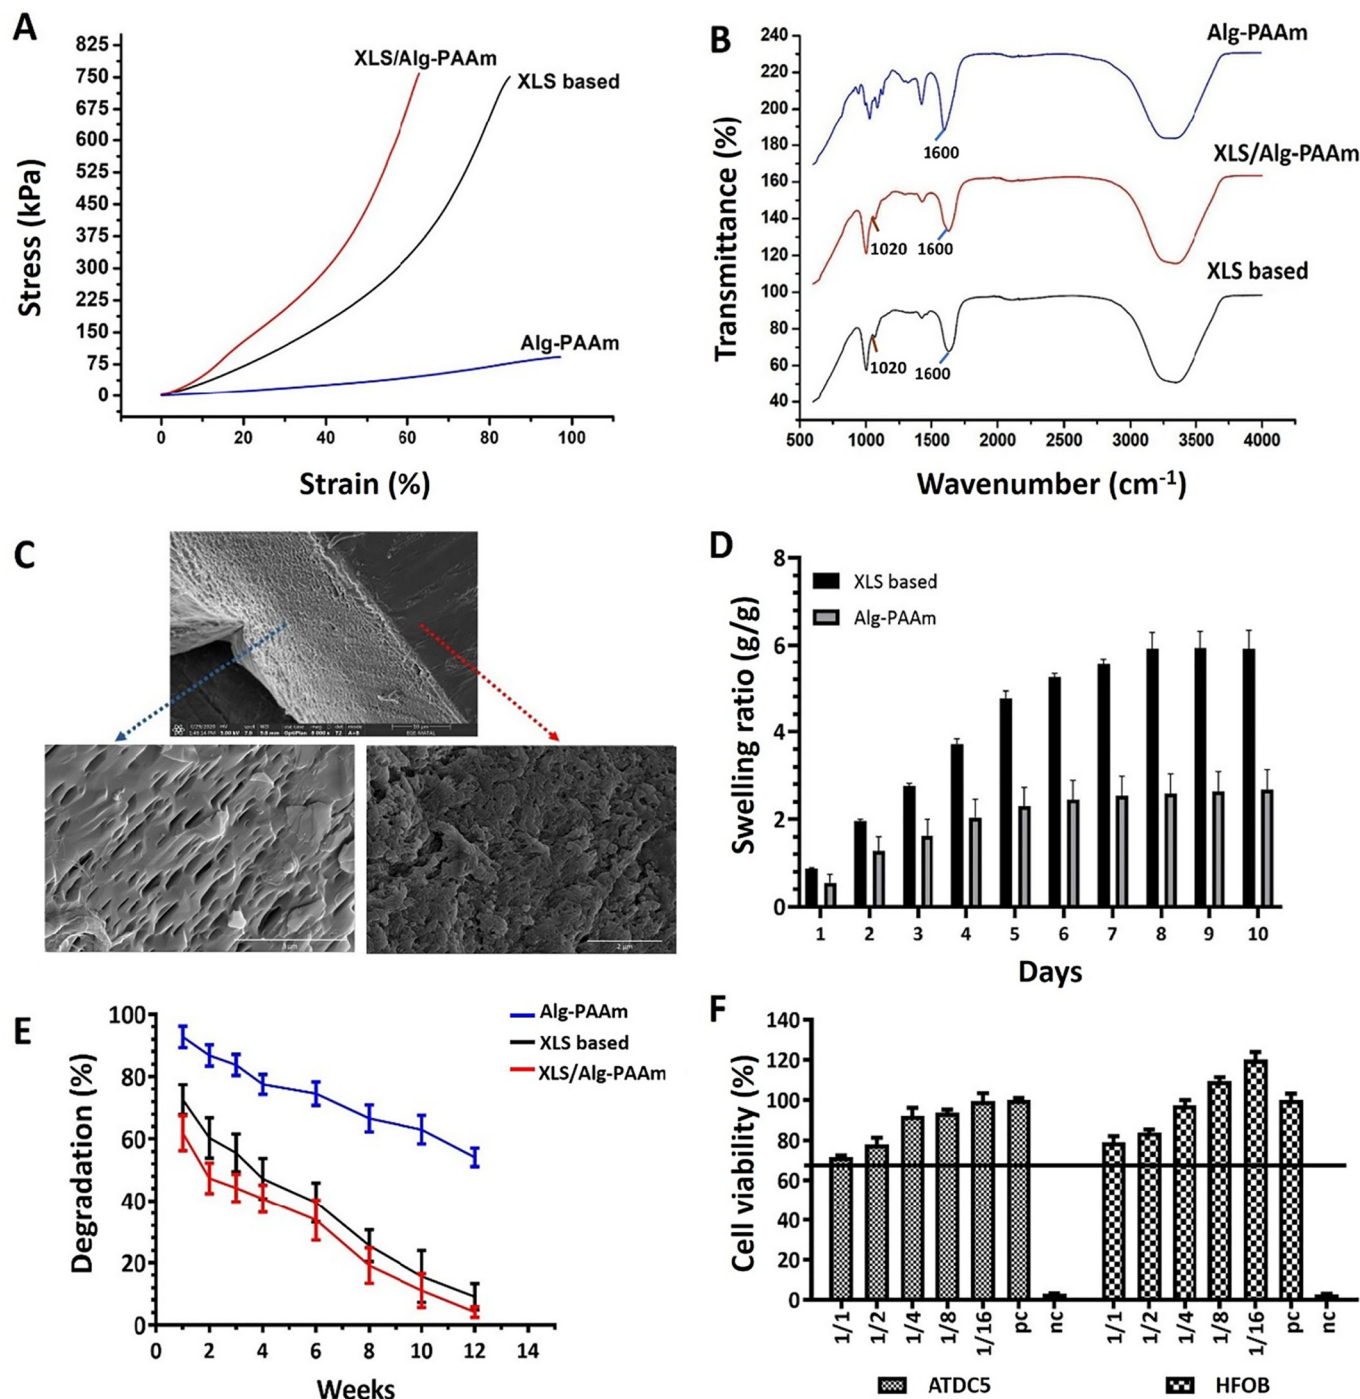 A
825
750
675
600
525
450
375
300
225
150
75
0
Stress (kPa)
XLS/Alg-PAAm
XLS based
Alg-PAAm
0 20 40 60 80 100
Strain (%)
B
240
220
200
180
160
140
120
100
80
60
40
Transmittance (%)
Alg-PAAm
1600
XLS/Alg-PAAm
1020 1600
XLS based
1020 1600
500 1000 1500 2000 2500 3000 3500 4000
Wavenumber (cm-1)
C
2 µm
D
8
6
4
2
0
Swelling ratio (g/g)
XLS based
Alg-PAAm
1 2 3 4 5 6 7 8 9 10
Days
E
100
80
60
40
20
0
Degradation (%)
Alg-PAAm
XLS based
XLS/Alg-PAAm
0 2 4 6 8 10 12 14
Weeks
F
140
120
100
80
60
40
20
0
Cell viability (%)
1/1 1/2 1/4 1/8 1/16 pc nc 1/1 1/2 1/4 1/8 1/16 pc nc
ATDC5 HFOB